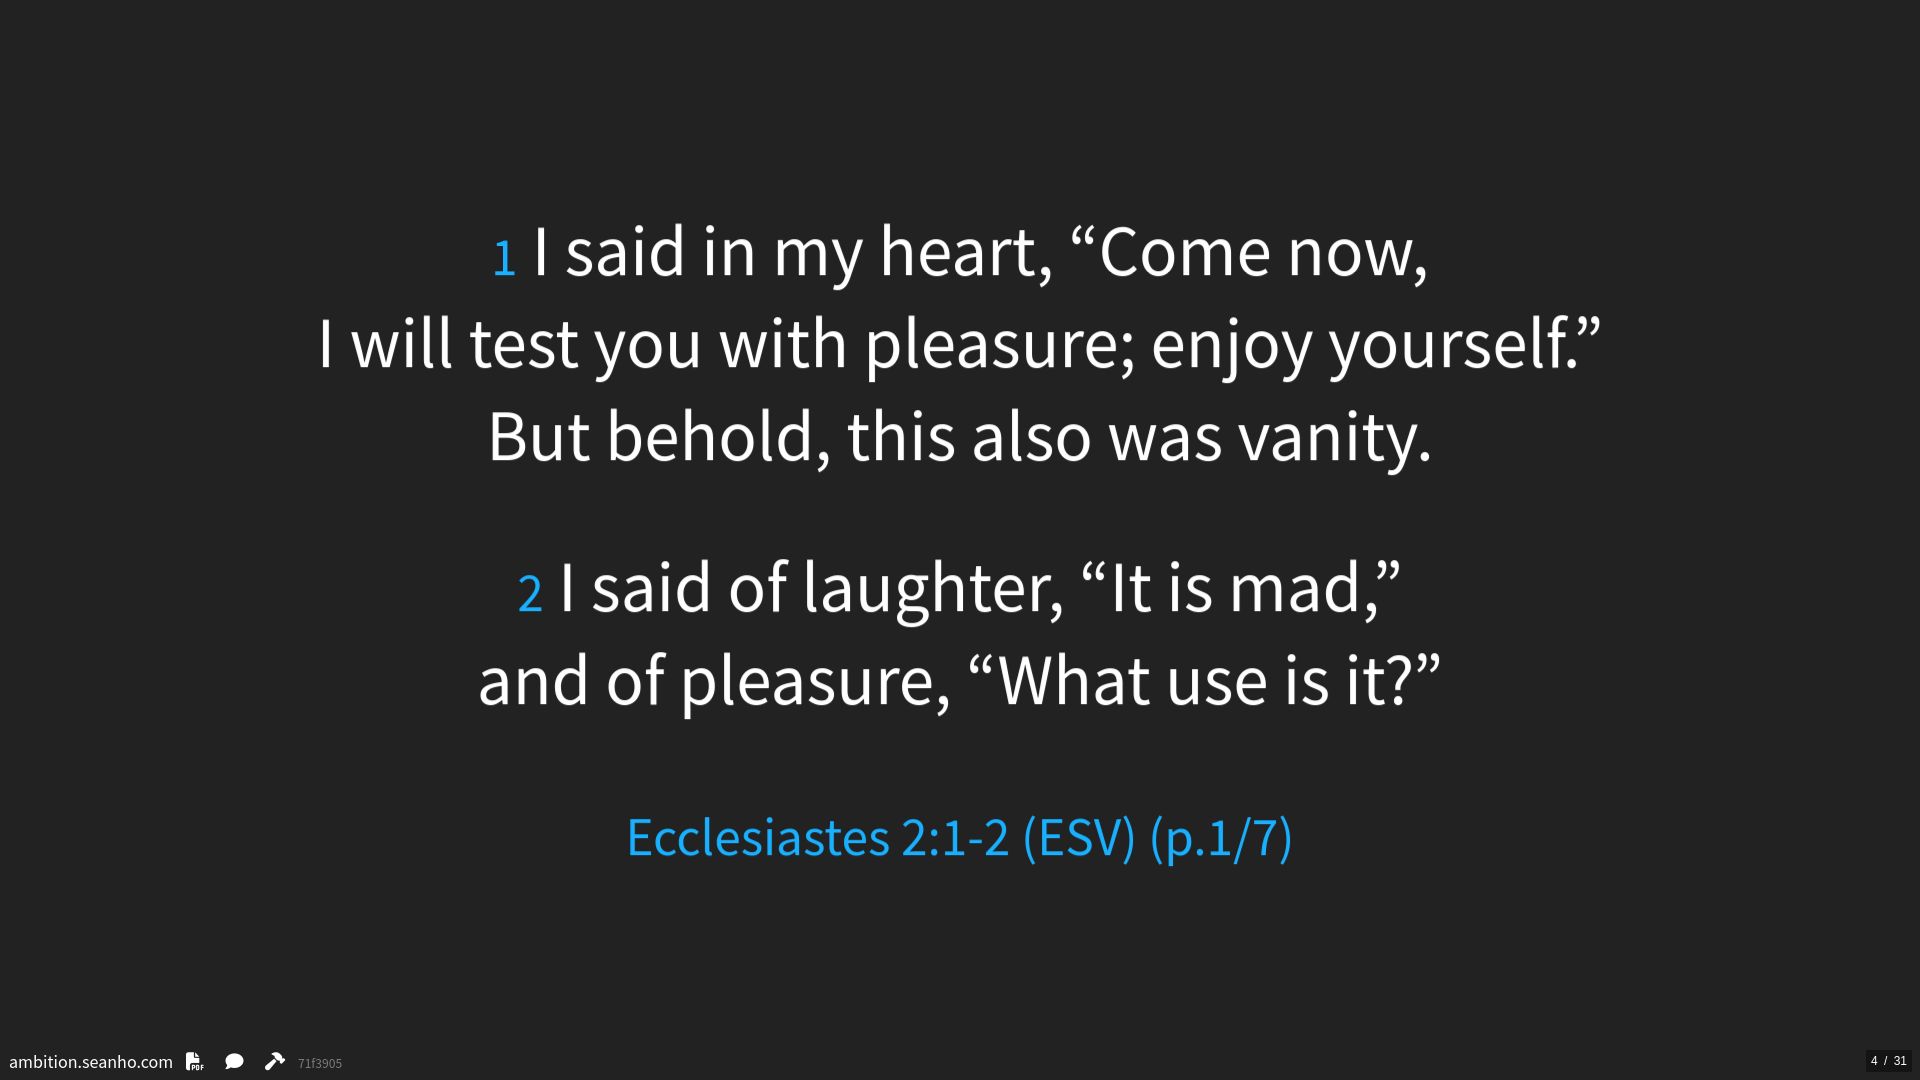 1 I said in my heart, “Come now,
I will test you with pleasure; enjoy yourself.”
But behold, this also was vanity.
2 I said of laughter, “It is mad,”
and of pleasure, “What use is it?”
Ecclesiastes 2:1-2 (ESV) (p.1/7)
ambition.seanho.com PDF 71f3905
4 / 31